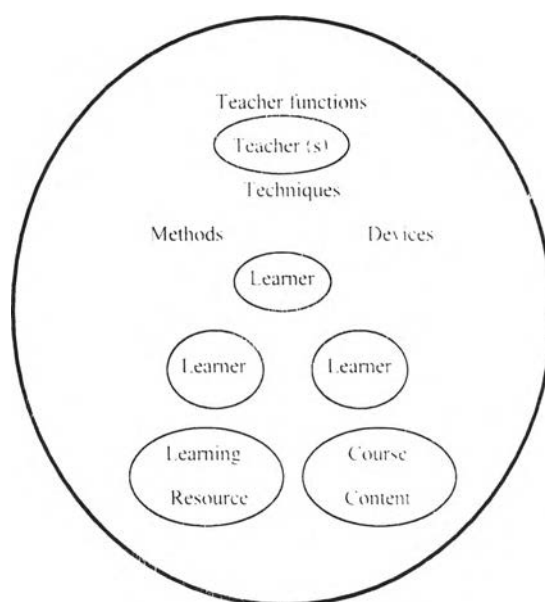 Teacher functions
Teacher (s)
Techniques
Methods Devices
Learner
Learner Learner
Learning Course
Resource Content